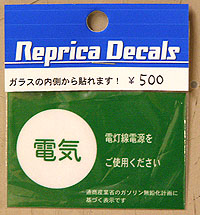 Reprica Decals
ガラスの内側から貼れます! ¥500
電気
電灯線電源を
ご使用ください
通商産業省のガソリン無鉛化計画に
基づく表示です